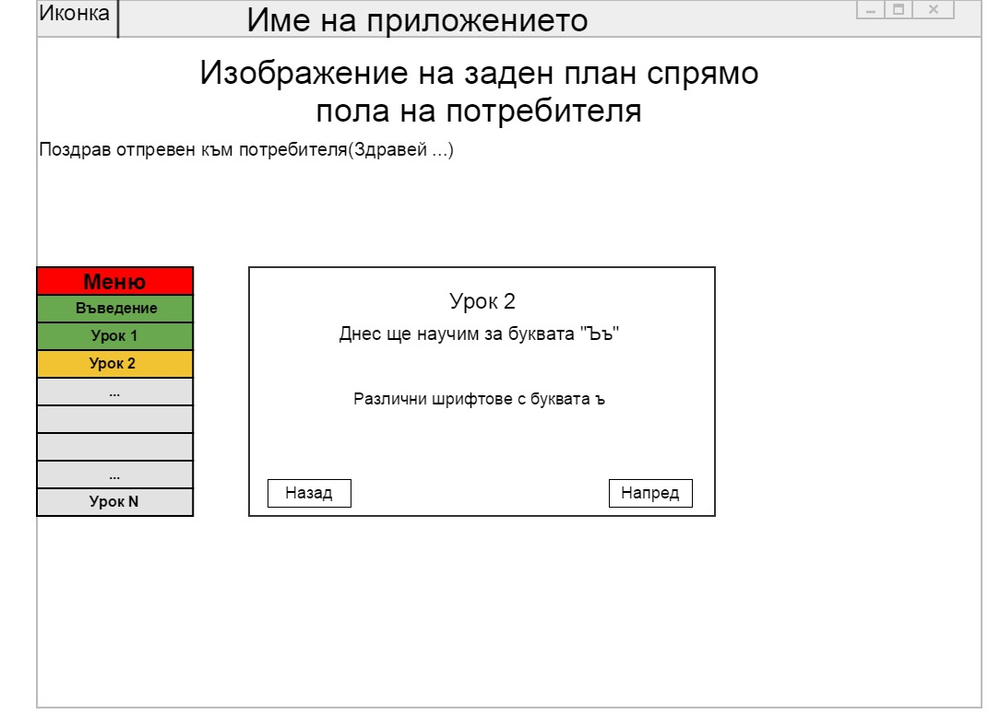 Иконка
Име на приложението
Изображение на заден план спрямо
пола на потребителя
Поздрав отпревен към потребителя(Здравей ...)
Меню
Въведение
Урок 1
Урок 2
...
...
Урок N
Урок 2
Днес ще научим за буквата "Ъъ"
Различни шрифтове с буквата ъ
Назад
Напред